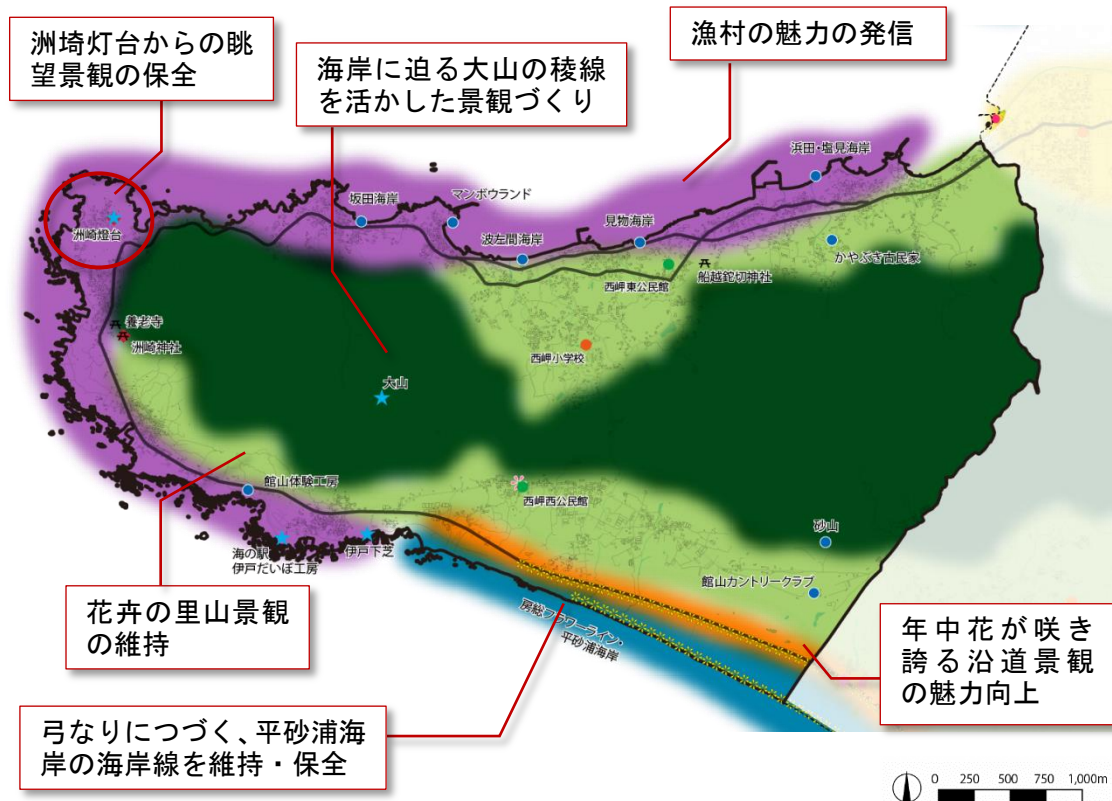 洲埼灯台からの眺
望景観の保全
海岸に迫る大山の稜線
を活かした景観づくり
漁村の魅力の発信
浜田・塩見海岸
マンボウランド
坂田海岸
見物海岸
洲崎燈台
波左間海岸
かやぶき古民家
西岬東公民館
船越鉈切神社
養老寺
洲崎神社
西岬小学校
大山
館山体験工房
西岬西公民館
砂山
海の駅
伊戸だいぼ工房
伊戸下芝
館山カントリークラブ
房総フラワーライン・
平砂浦海岸
花卉の里山景観
の維持
年中花が咲き
誇る沿道景観
の魅力向上
弓なりにつづく、平砂浦海
岸の海岸線を維持・保全
0 250 500 750 1,000m